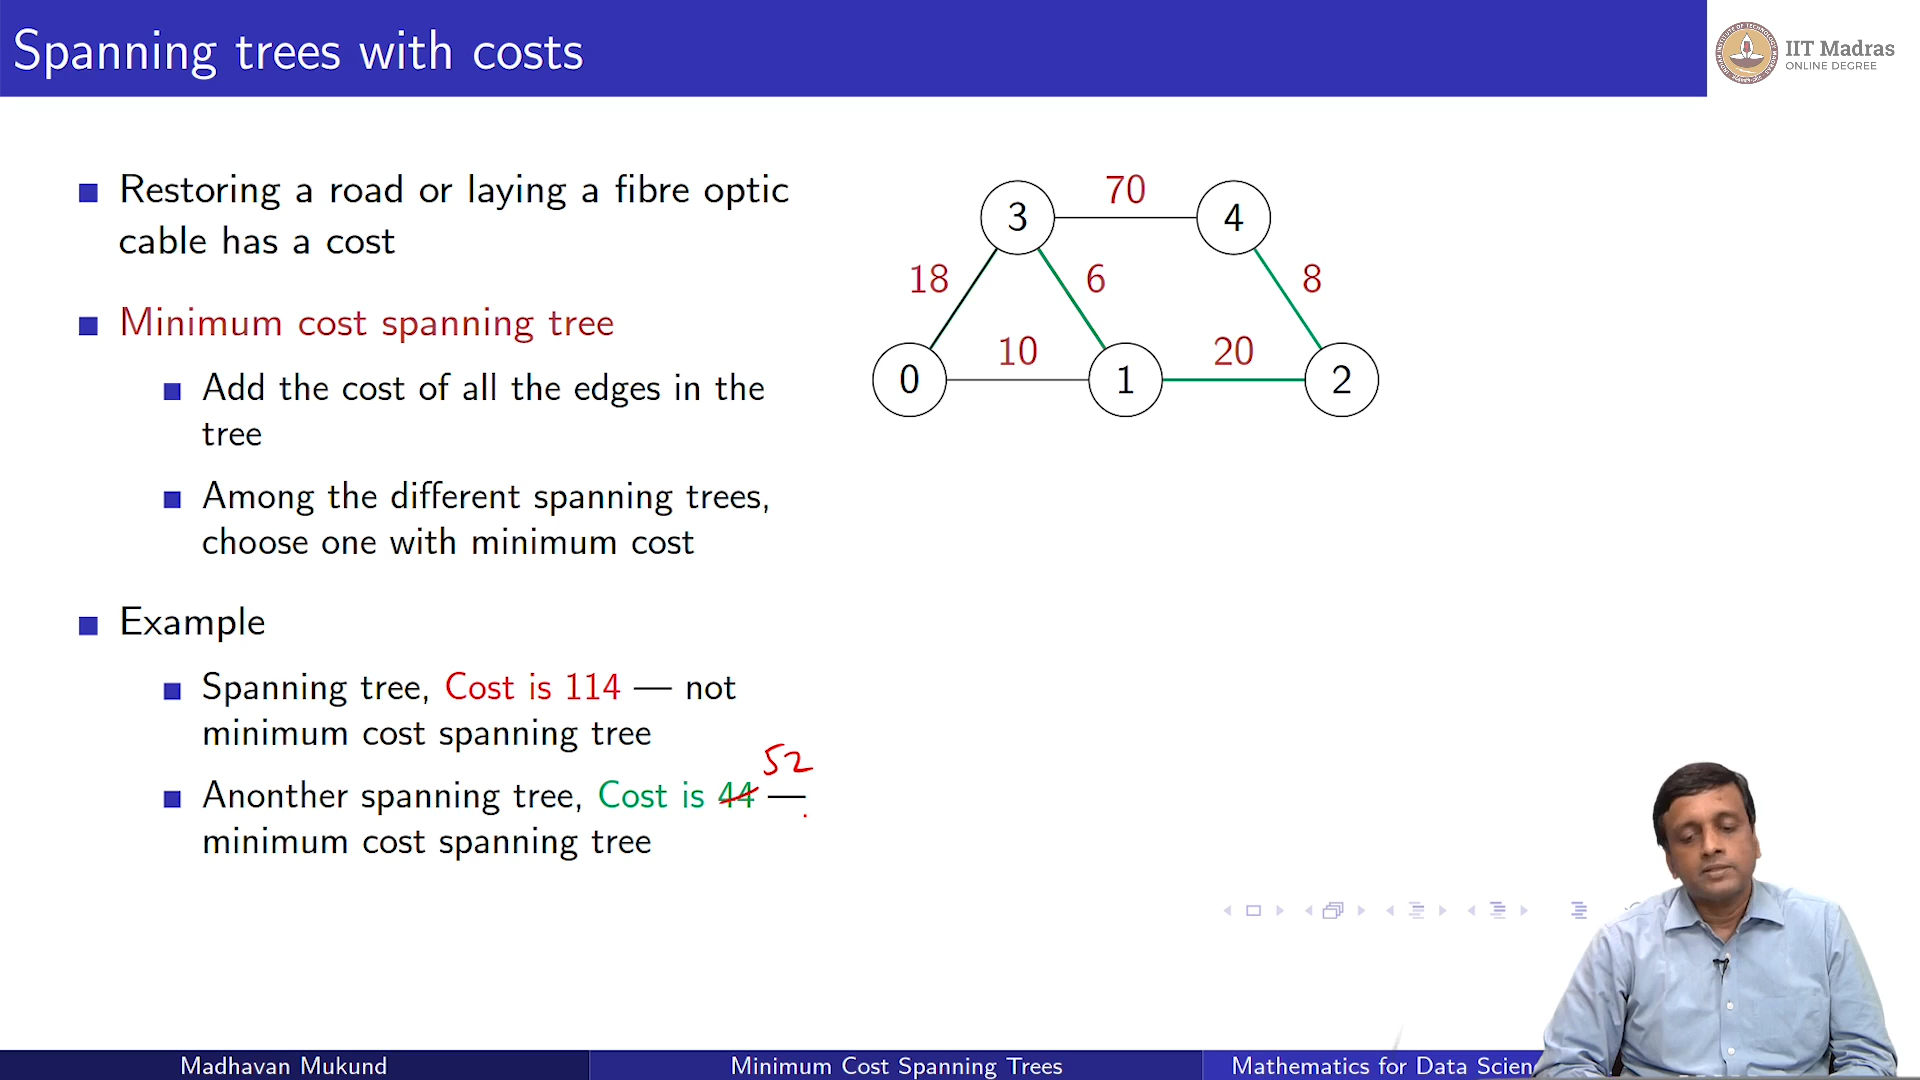 Spanning trees with costs
IIT Madras
ONLINE DEGREE
Restoring a road or laying a fibre optic
cable has a cost
Minimum cost spanning tree
Add the cost of all the edges in the
tree
Among the different spanning trees,
choose one with minimum cost
Example
Spanning tree, Cost is 114 — not
minimum cost spanning tree
52
Anonther spanning tree, Cost is 44 —
minimum cost spanning tree
70
3
4
18
6
8
10
20
0
1
2
Madhavan Mukund
Minimum Cost Spanning Trees
Mathematics for Data Scien